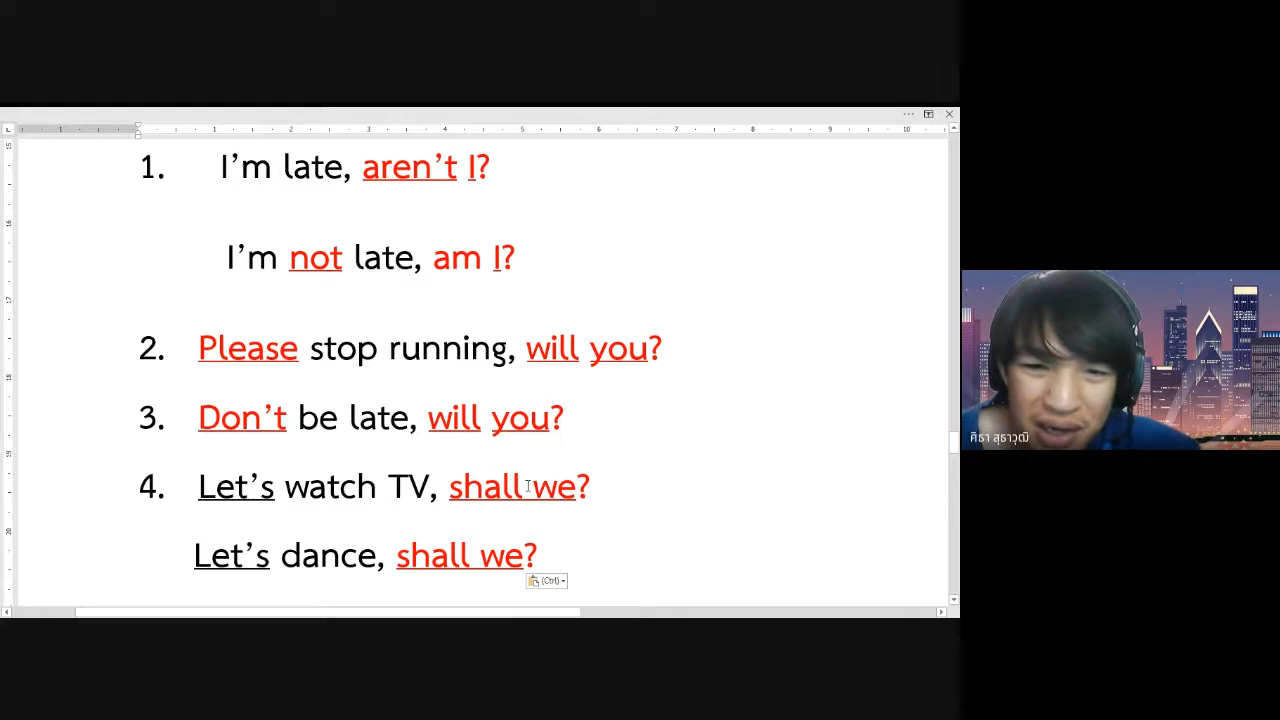 1. I'm late, aren't I?
I'm not late, am I?
2. Please stop running, will you?
3. Don't be late, will you?
4. Let's watch TV, shall we?
Let's dance, shall we?
(Ctrl)
ศิธา สุธาวุฒิ